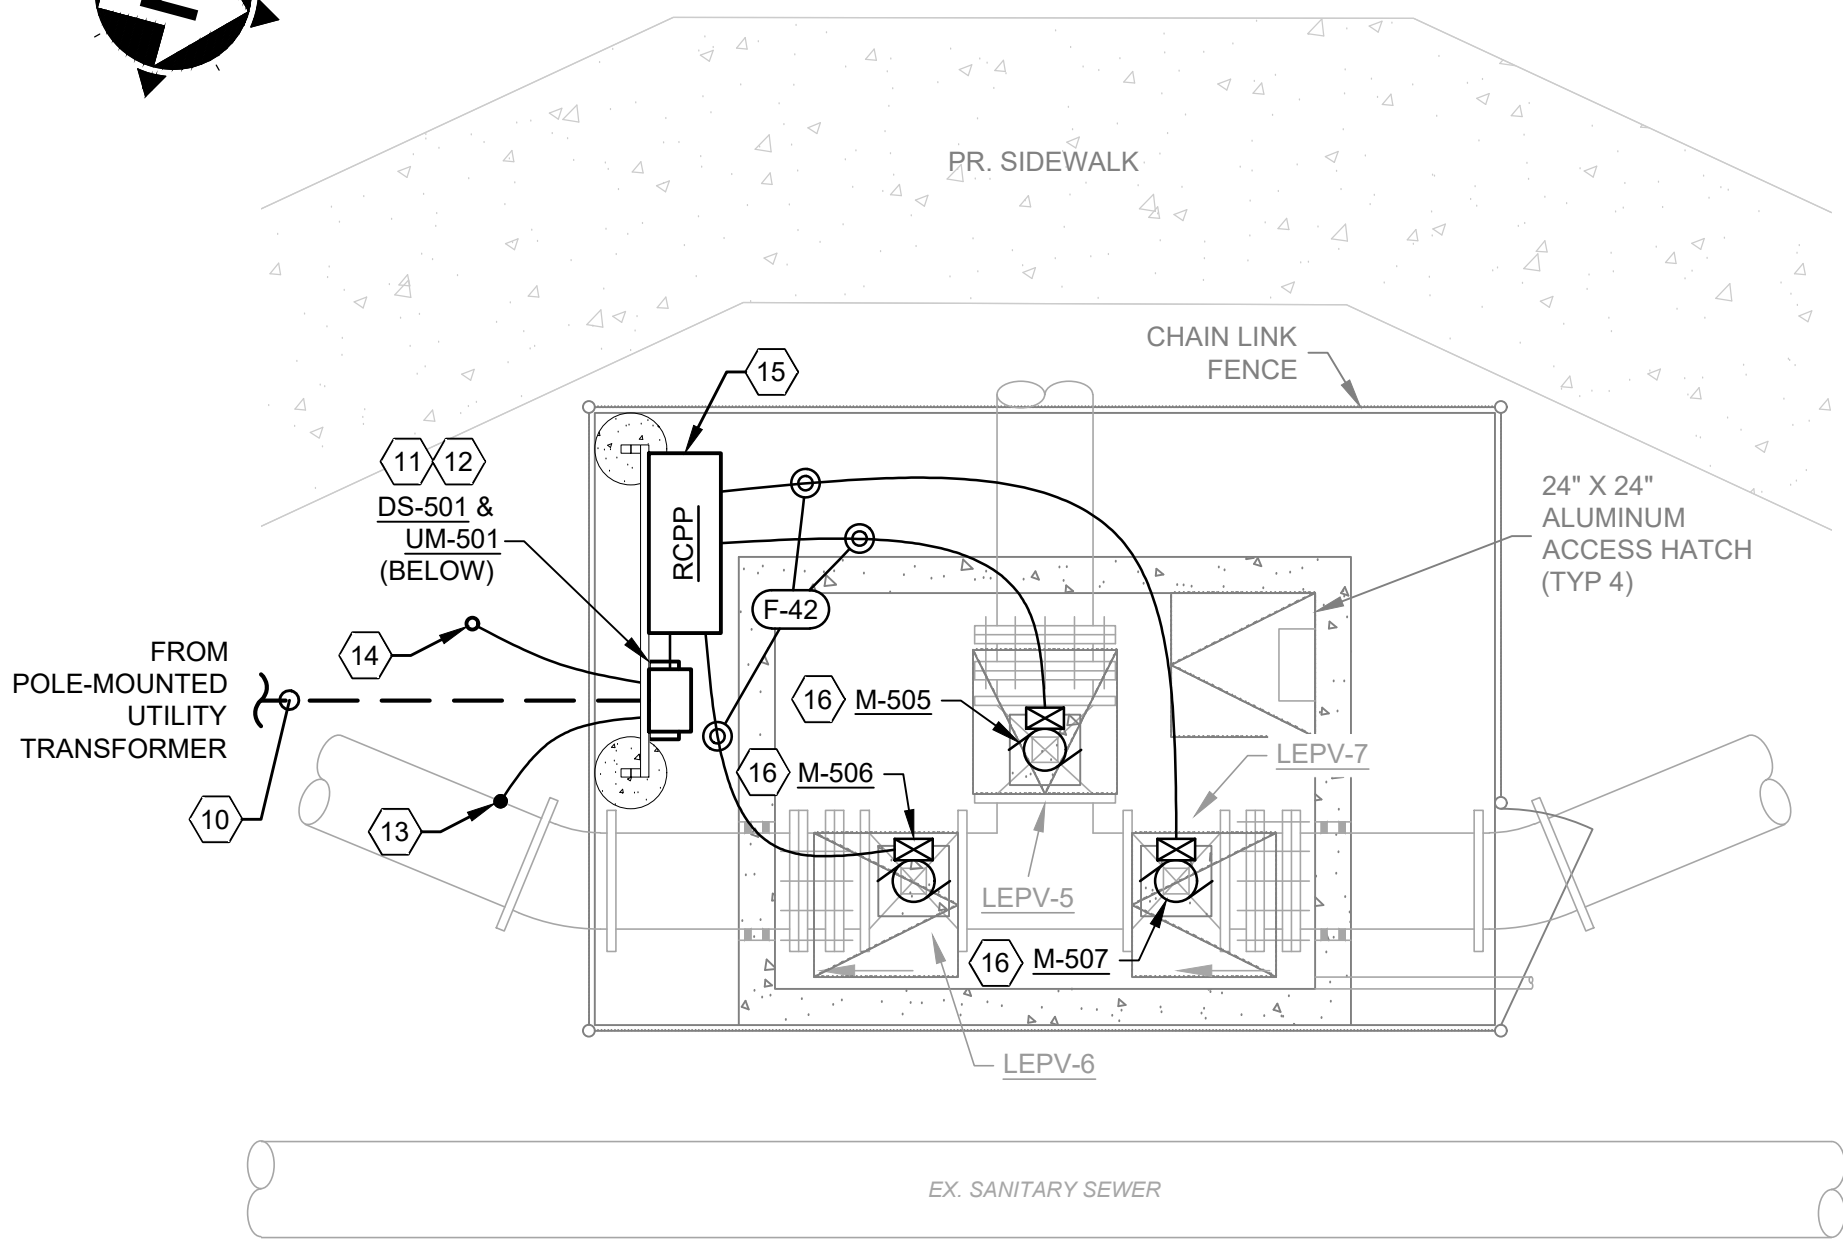 PR. SIDEWALK
CHAIN LINK
FENCE
15
11 12
DS-501 &
UM-501
(BELOW)
RCPP
24" X 24"
ALUMINUM
ACCESS HATCH
(TYP 4)
F-42
14
FROM
POLE-MOUNTED
UTILITY
TRANSFORMER
16 M-505
16 M-506
LEPV-7
10
13
LEPV-5
16 M-507
LEPV-6
EX. SANITARY SEWER